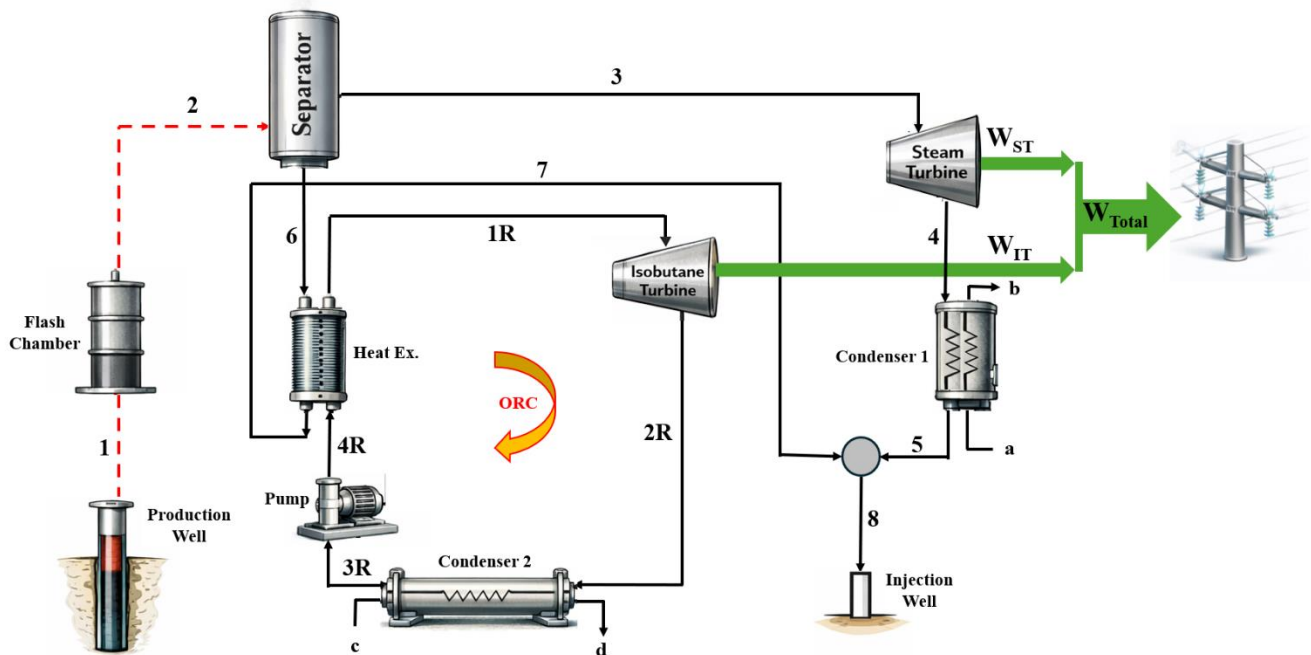 Separator
3
2
Steam
Turbine
W_ST
7
W_Total
6
1R
4
W_IT
Isobutane
Turbine
b
Flash
Chamber
Heat Ex.
Condenser 1
ORC
2R
1
4R
5
a
Pump
Production
Well
8
Condenser 2
3R
Injection
Well
c
d